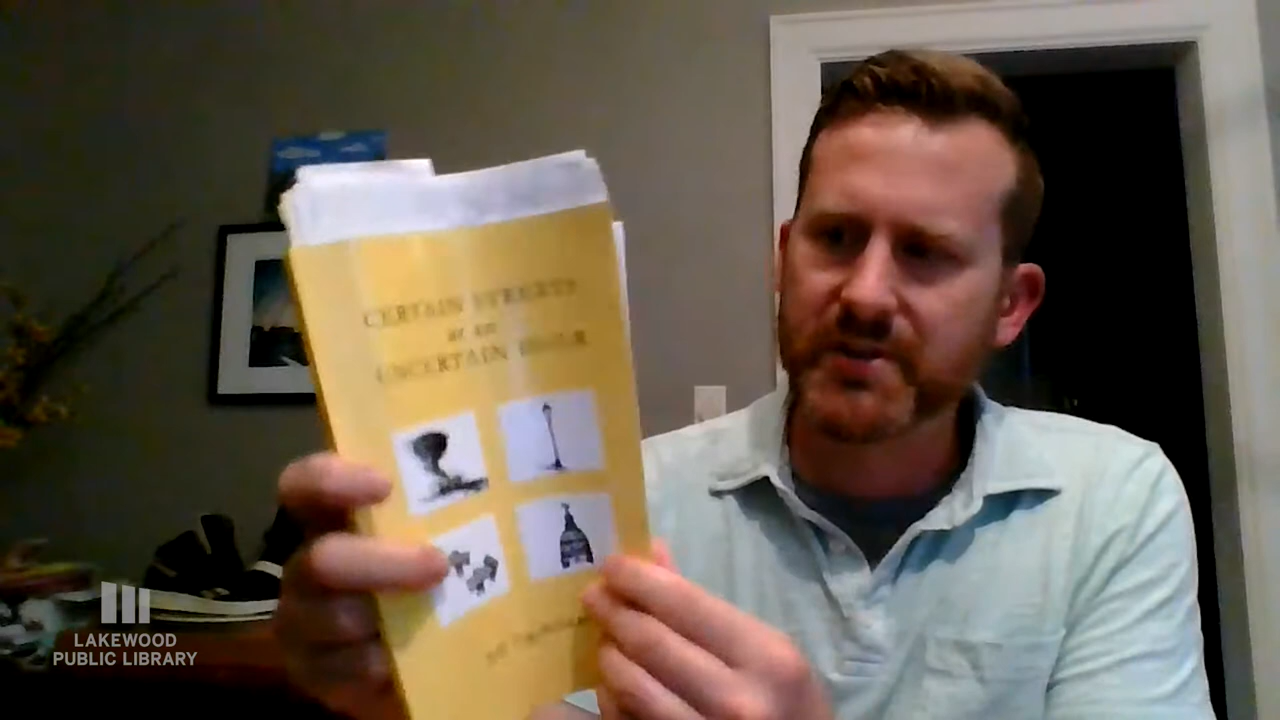 CERTAIN STREETS
at an
UNCERTAIN HOUR
LAKEWOOD
PUBLIC LIBRARY